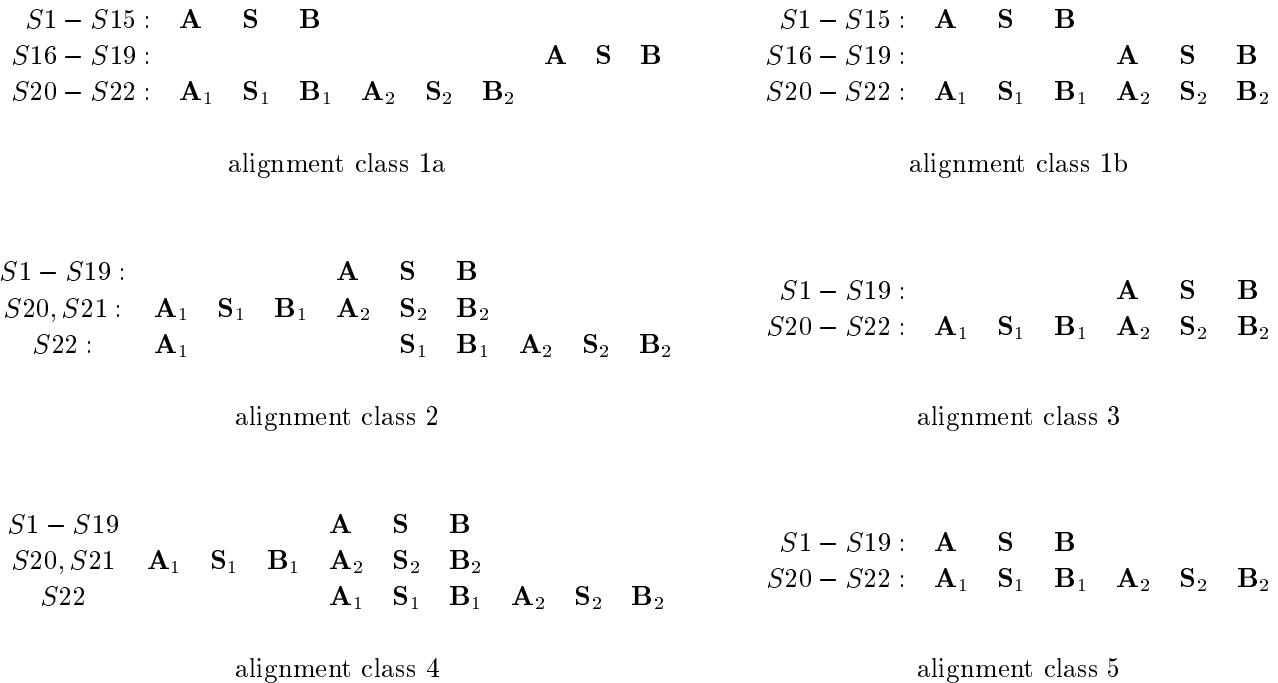 S1 – S15 : A S B
S16 – S19 : A S B
S20 – S22 : A₁ S₁ B₁ A₂ S₂ B₂
alignment class 1a
S1 – S15 : A S B
S16 – S19 : A S B
S20 – S22 : A₁ S₁ B₁ A₂ S₂ B₂
alignment class 1b
S1 – S19 : A S B
S20, S21 : A₁ S₁ B₁ A₂ S₂ B₂
S22 : A₁ S₁ B₁ A₂ S₂ B₂
alignment class 2
S1 – S19 : A S B
S20 – S22 : A₁ S₁ B₁ A₂ S₂ B₂
alignment class 3
S1 – S19 A S B
S20, S21 A₁ S₁ B₁ A₂ S₂ B₂
S22 A₁ S₁ B₁ A₂ S₂ B₂
alignment class 4
S1 – S19 : A S B
S20 – S22 : A₁ S₁ B₁ A₂ S₂ B₂
alignment class 5